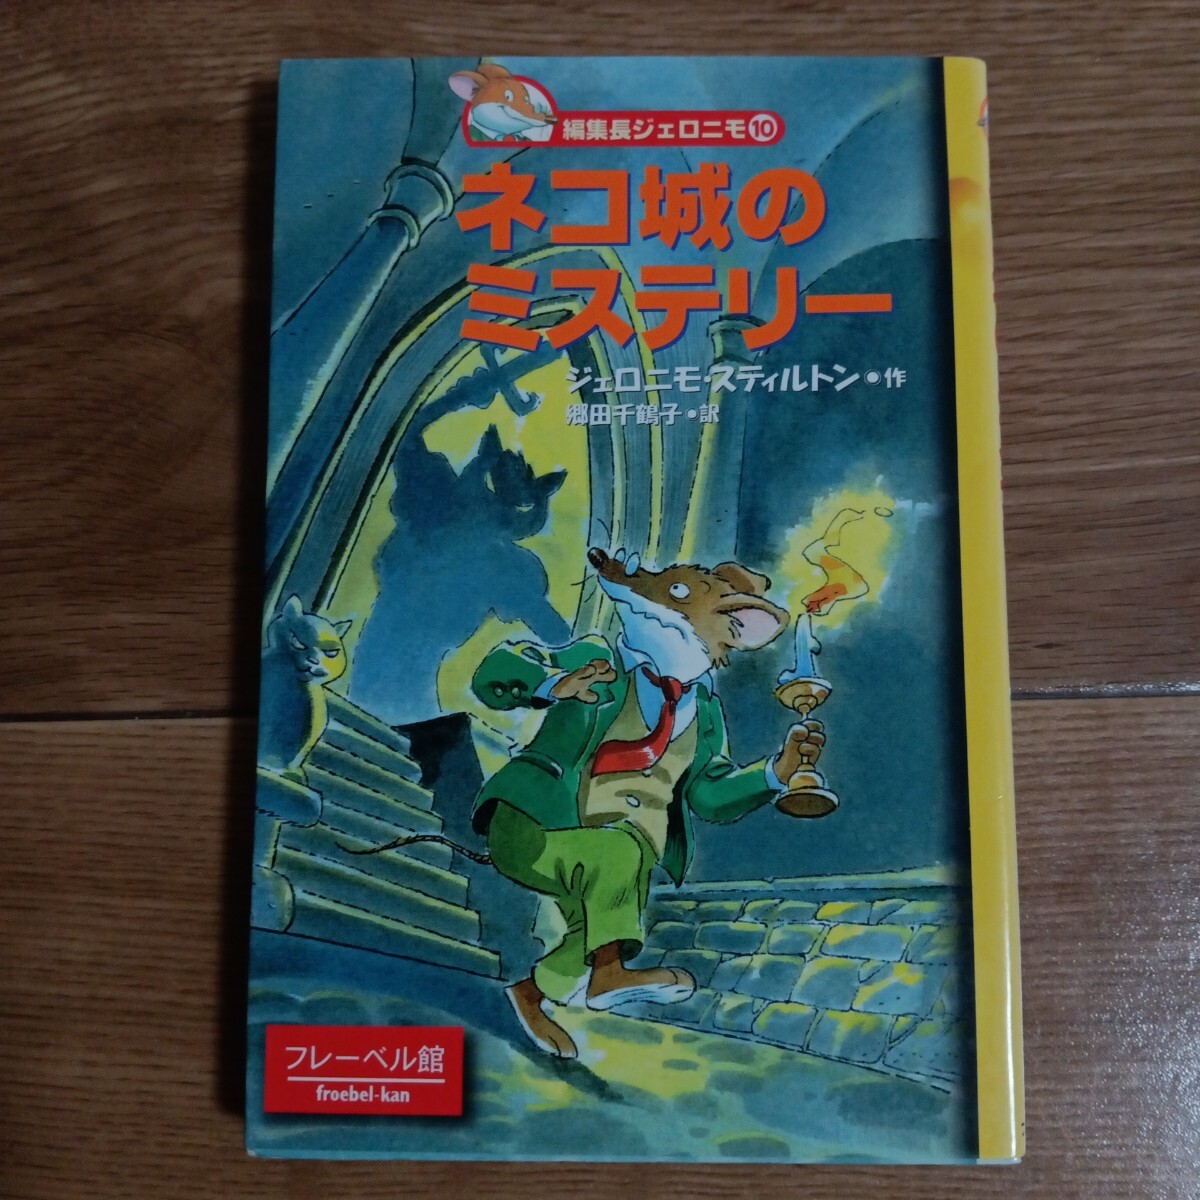 編集長ジェロニモ10
ネコ城の
ミステリー
ジェロニモ・スティルトン◉作
郷田千鶴子・訳
フレーベル館
froebel-kan